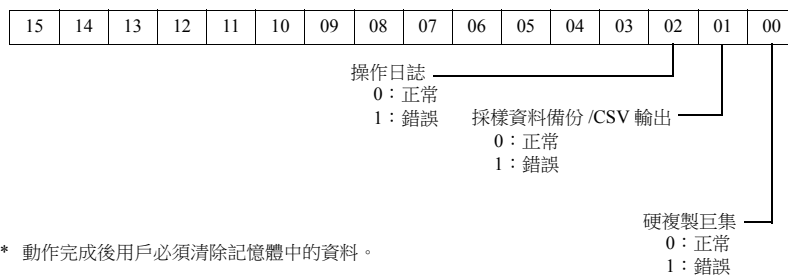 15 14 13 12 11 10 09 08 07 06 05 04 03 02 01 00
操作日誌
0：正常
1：錯誤
採樣資料備份 /CSV 輸出
0：正常
1：錯誤
硬複製巨集
0：正常
1：錯誤
* 動作完成後用戶必須清除記憶體中的資料。